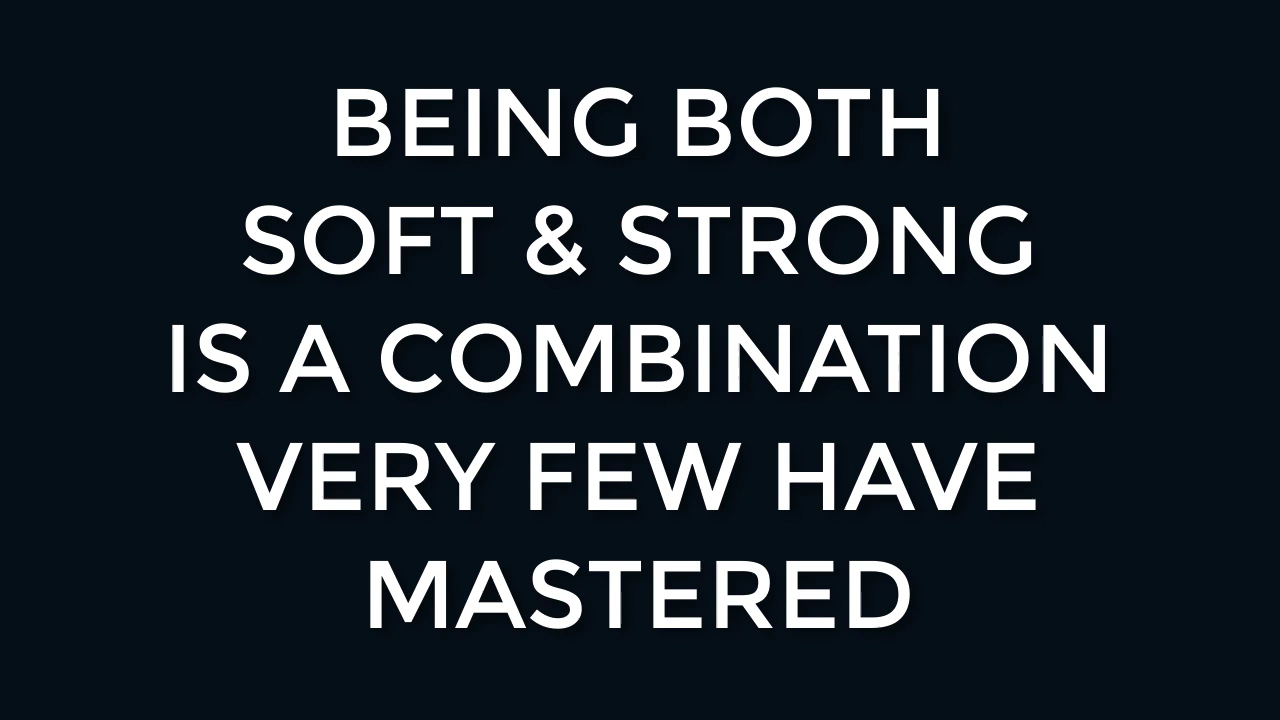 BEING BOTH
SOFT & STRONG
IS A COMBINATION
VERY FEW HAVE
MASTERED